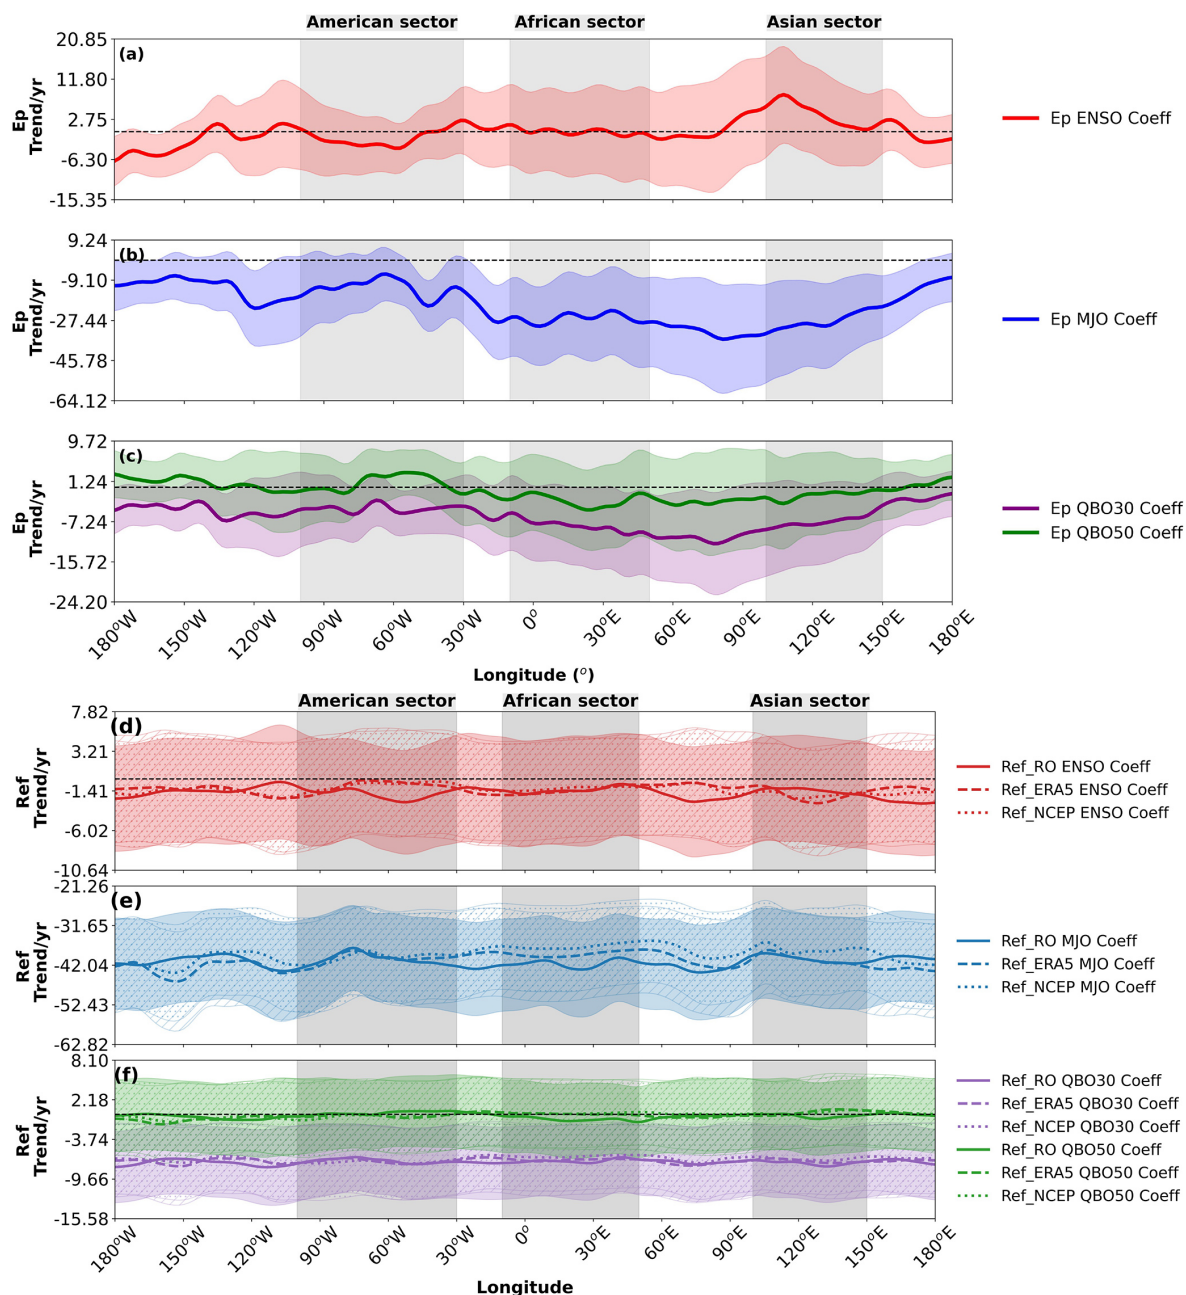 American sector African sector Asian sector
(a)
20.85
11.80
2.75
-6.30
-15.35
Ep
Trend/yr
Ep ENSO Coeff
(b)
9.24
-9.10
-27.44
-45.78
-64.12
Ep
Trend/yr
Ep MJO Coeff
(c)
9.72
1.24
-7.24
-15.72
-24.20
Ep
Trend/yr
Ep QBO30 Coeff
Ep QBO50 Coeff
180°W 150°W 120°W 90°W 60°W 30°W 0° 30°E 60°E 90°E 120°E 150°E 180°E
Longitude (°)
American sector African sector Asian sector
(d)
7.82
3.21
-1.41
-6.02
-10.64
Ref
Trend/yr
Ref_RO ENSO Coeff
Ref_ERA5 ENSO Coeff
Ref_NCEP ENSO Coeff
(e)
-21.26
-31.65
-42.04
-52.43
-62.82
Ref
Trend/yr
Ref_RO MJO Coeff
Ref_ERA5 MJO Coeff
Ref_NCEP MJO Coeff
(f)
8.10
2.18
-3.74
-9.66
-15.58
Ref
Trend/yr
Ref_RO QBO30 Coeff
Ref_ERA5 QBO30 Coeff
Ref_NCEP QBO30 Coeff
Ref_RO QBO50 Coeff
Ref_ERA5 QBO50 Coeff
Ref_NCEP QBO50 Coeff
180°W 150°W 120°W 90°W 60°W 30°W 0° 30°E 60°E 90°E 120°E 150°E 180°E
Longitude